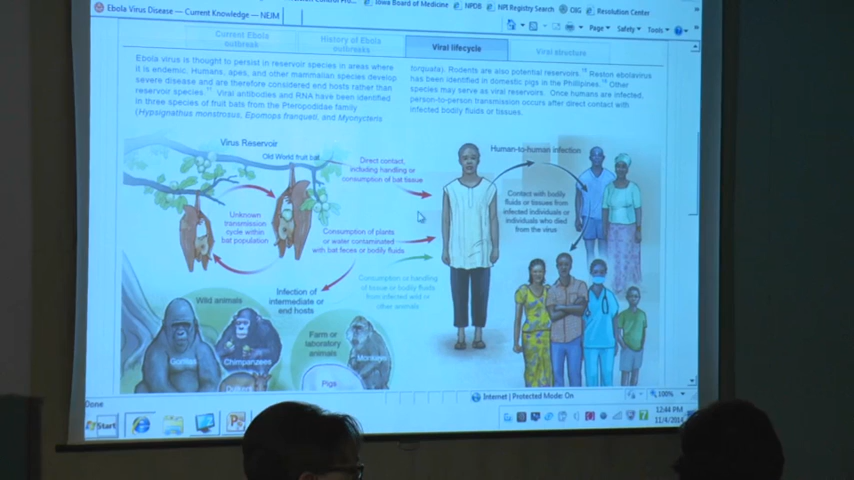 Ebola Virus Disease — Current Knowledge — NEJM
Iowa Board of Medicine
NPDB
NPI Registry Search
OIG
Resolution Center
Page
Safety
Tools
Current Ebola
outbreak
History of Ebola
outbreaks
Viral lifecycle
Viral structure
Ebola virus is thought to persist in reservoir species in areas where
it is endemic. Humans, apes, and other mammalian species develop
severe disease and are therefore considered end hosts rather than
reservoir species. Viral antibodies and RNA have been identified
in three species of fruit bats from the Pteropodidae family
(Hypsignathus monstrosus, Epomops franqueti, and Myonycteris
torquata). Rodents are also potential reservoirs. Reston ebolavirus
has been identified in domestic pigs in the Philippines. Other
species may serve as viral reservoirs. Once humans are infected,
person-to-person transmission occurs after direct contact with
infected bodily fluids or tissues.
Virus Reservoir
Old World fruit bat
Unknown
transmission
cycle within
bat population
Direct contact,
including handling or
consumption of bat tissue
Consumption of plants
or water contaminated
with bat feces or bodily fluids
Infection of
intermediate or
end hosts
Consumption or handling
of tissue or bodily fluids
from infected wild or
other animals
Human-to-human infection
Contact with bodily
fluids or tissues from
infected individuals or
individuals who died
from the virus
Wild animals
Gorillas
Chimpanzees
Farm or
laboratory
animals
Monkeys
Pigs
Done
Internet | Protected Mode: On
100%
Start
12:44 PM